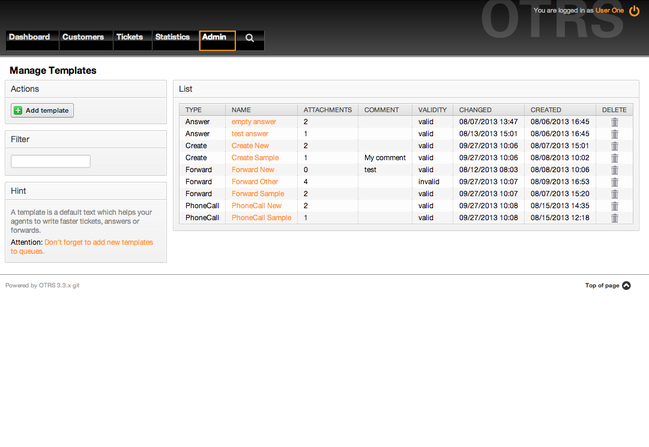 OTRS
You are logged in as User One
Dashboard Customers Tickets Statistics Admin
Manage Templates
Actions
Add template
Filter
Hint
A template is a default text which helps your
agents to write faster tickets, answers or
forwards.
Attention: Don't forget to add new templates
to queues.
List
TYPE NAME ATTACHMENTS COMMENT VALIDITY CHANGED CREATED DELETE
Answer empty answer 2 valid 08/07/2013 13:47 08/06/2013 16:45
Answer test answer 1 valid 08/13/2013 15:01 08/06/2013 16:45
Create Create New 2 valid 09/27/2013 10:06 08/07/2013 15:01
Create Create Sample 1 My comment valid 09/27/2013 10:06 08/08/2013 10:02
Forward Forward New 0 test valid 08/12/2013 08:03 08/08/2013 10:06
Forward Forward Other 4 invalid 09/27/2013 10:07 08/09/2013 16:53
Forward Forward Sample 2 valid 09/27/2013 10:07 08/07/2013 15:20
PhoneCall PhoneCall New 2 valid 09/27/2013 10:08 08/15/2013 14:35
PhoneCall PhoneCall Sample 1 valid 09/27/2013 10:08 08/15/2013 12:18
Powered by OTRS 3.3.x git
Top of page